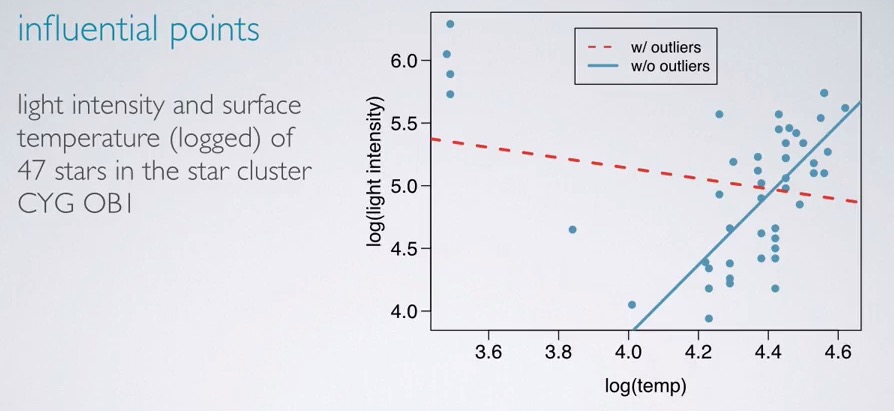 influential points
light intensity and surface
temperature (logged) of
47 stars in the star cluster
CYG OB1
w/ outliers
w/o outliers
log(light intensity)
6.0
5.5
5.0
4.5
4.0
3.6 3.8 4.0 4.2 4.4 4.6
log(temp)